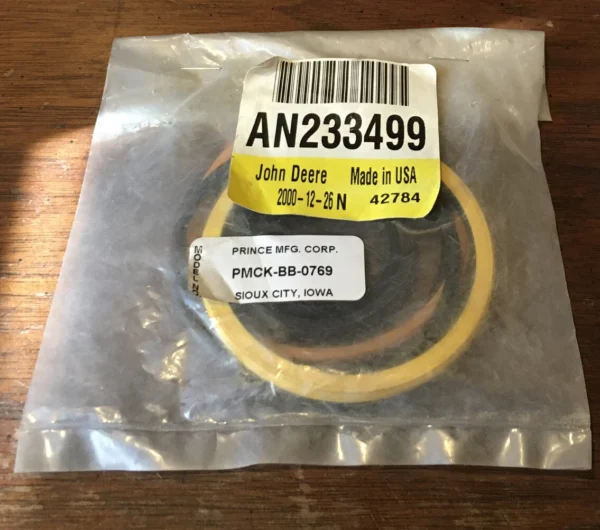 AN233499
John Deere Made in USA
2000-12-26 N 42784
MODEL NO.
PRINCE MFG. CORP.
PMCK-BB-0769
SIOUX CITY, IOWA